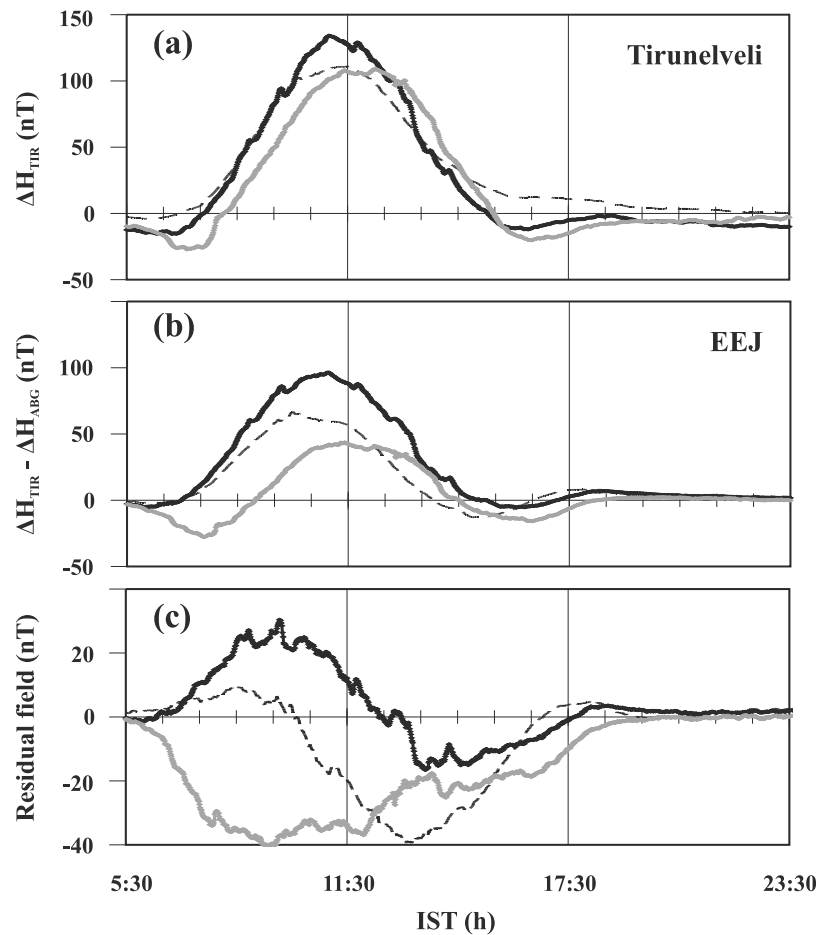 150
(a)
Tirunelveli
100
50
0
-50
ΔH_TIR (nT)
(b)
EEJ
100
50
0
-50
ΔH_TIR - ΔH_ABG (nT)
(c)
20
0
-20
-40
Residual field (nT)
5:30 11:30 17:30 23:30
IST (h)